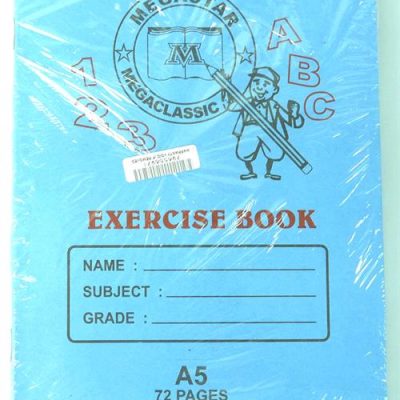 MEGASTAR
M
MEGACLASSIC
1 2 3
A B C
EXERCISE BOOK
NAME :
SUBJECT :
GRADE :
A5
72 PAGES